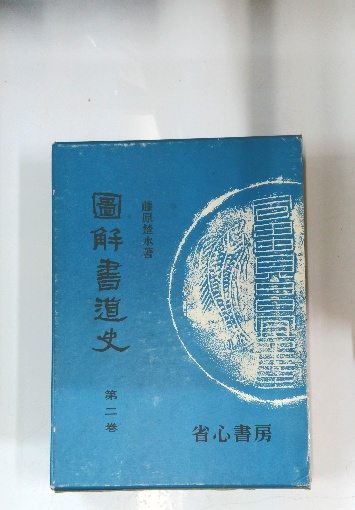 圖解書道史
藤原楚水著
第二巻
省心書房